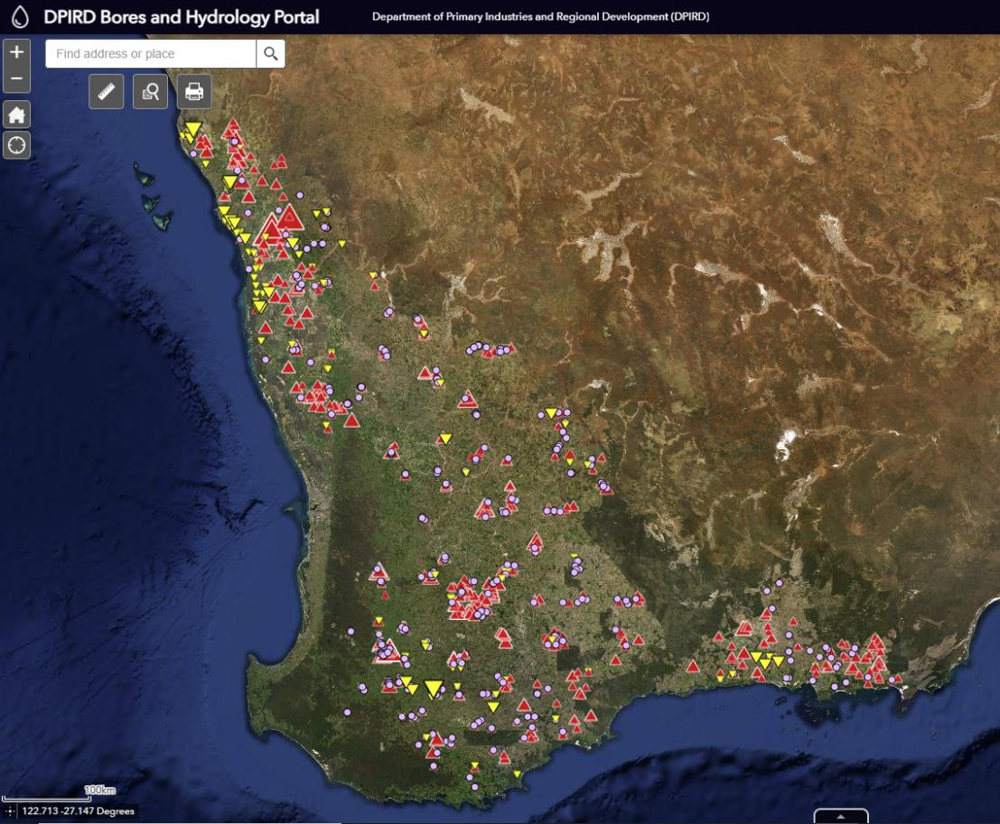 DPIRD Bores and Hydrology Portal
Department of Primary Industries and Regional Development (DPIRD)
+
Find address or place
−
100km
122.713 -27.147 Degrees